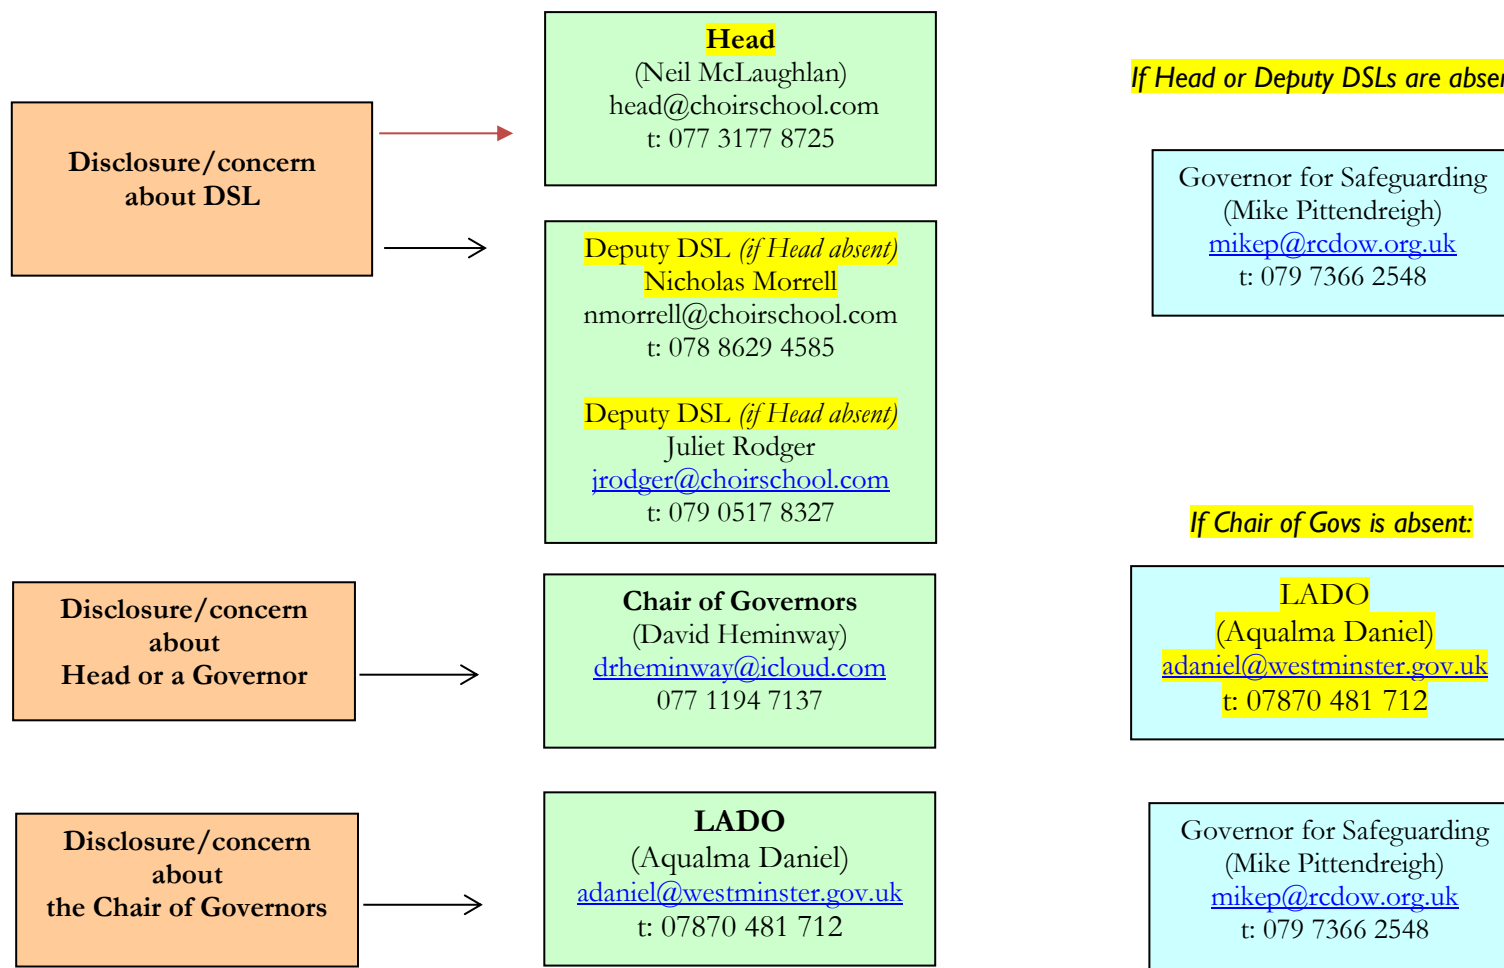 Head
(Neil McLaughlan)
head@choirschool.com
t: 077 3177 8725
If Head or Deputy DSLs are absen
Disclosure/concern
about DSL
Governor for Safeguarding
(Mike Pittendreigh)
mikep@rcdow.org.uk
t: 079 7366 2548
Deputy DSL (if Head absent)
Nicholas Morrell
nmorrell@choirschool.com
t: 078 8629 4585
Deputy DSL (if Head absent)
Juliet Rodger
jrodger@choirschool.com
t: 079 0517 8327
If Chair of Govs is absent:
Disclosure/concern
about
Head or a Governor
Chair of Governors
(David Heminway)
drheminway@icloud.com
077 1194 7137
LADO
(Aqualma Daniel)
adaniel@westminster.gov.uk
t: 07870 481 712
Disclosure/concern
about
the Chair of Governors
LADO
(Aqualma Daniel)
adaniel@westminster.gov.uk
t: 07870 481 712
Governor for Safeguarding
(Mike Pittendreigh)
mikep@rcdow.org.uk
t: 079 7366 2548